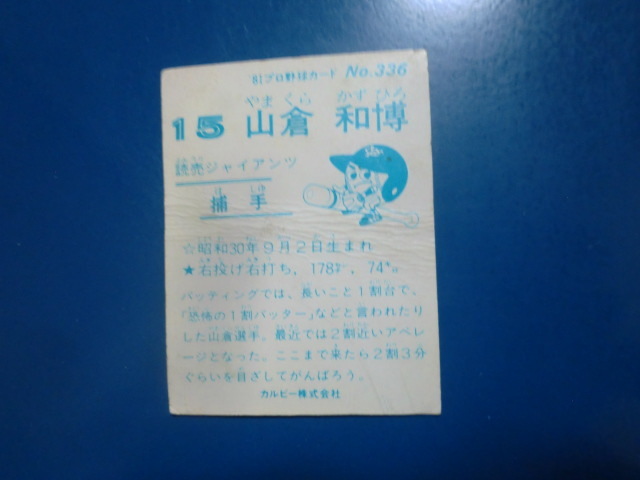 '81プロ野球カード No.336
やまくら かずひろ
15 山倉 和博
読売ジャイアンツ
ほ しゅ
捕手
☆昭和30年9月2日生まれ
★右投げ右打ち，178㌢，74㌔。
バッティングでは、長いこと1割台で、
「恐怖の1割バッター」などと言われたり
した山倉選手。最近では2割近いアベレ
ージとなった。ここまで来たら2割3分
ぐらいを目ざしてがんばろう。
カルビー株式会社